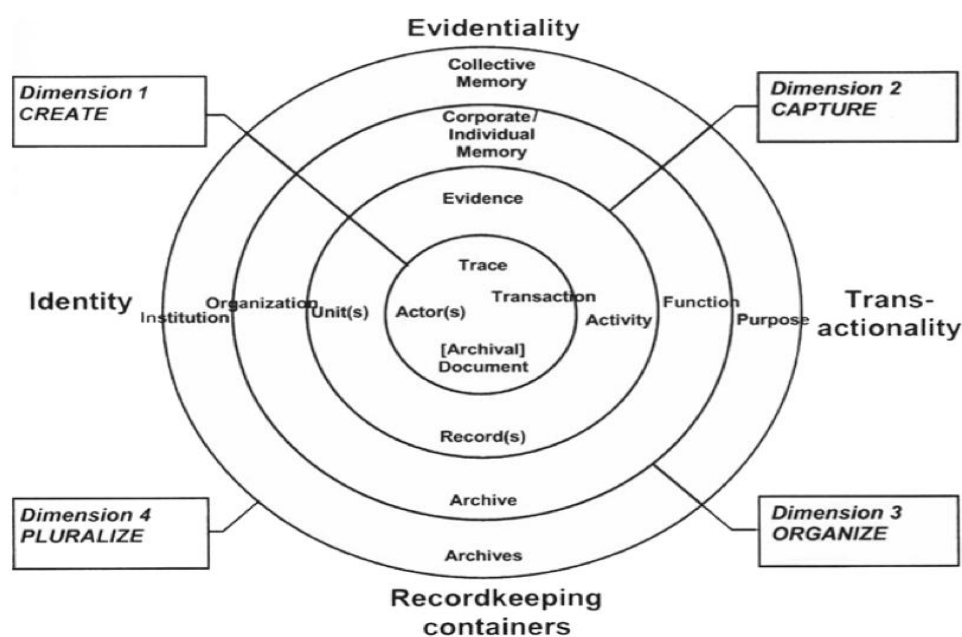 Evidentiality
Collective
Memory
Dimension 1
CREATE
Dimension 2
CAPTURE
Corporate/
Individual
Memory
Evidence
Trace
Identity
Institution
Organization
Unit(s)
Actor(s)
Transaction
Activity
Function
Purpose
Trans-
actionality
[Archival]
Document
Record(s)
Archive
Archives
Dimension 4
PLURALIZE
Dimension 3
ORGANIZE
Recordkeeping
containers